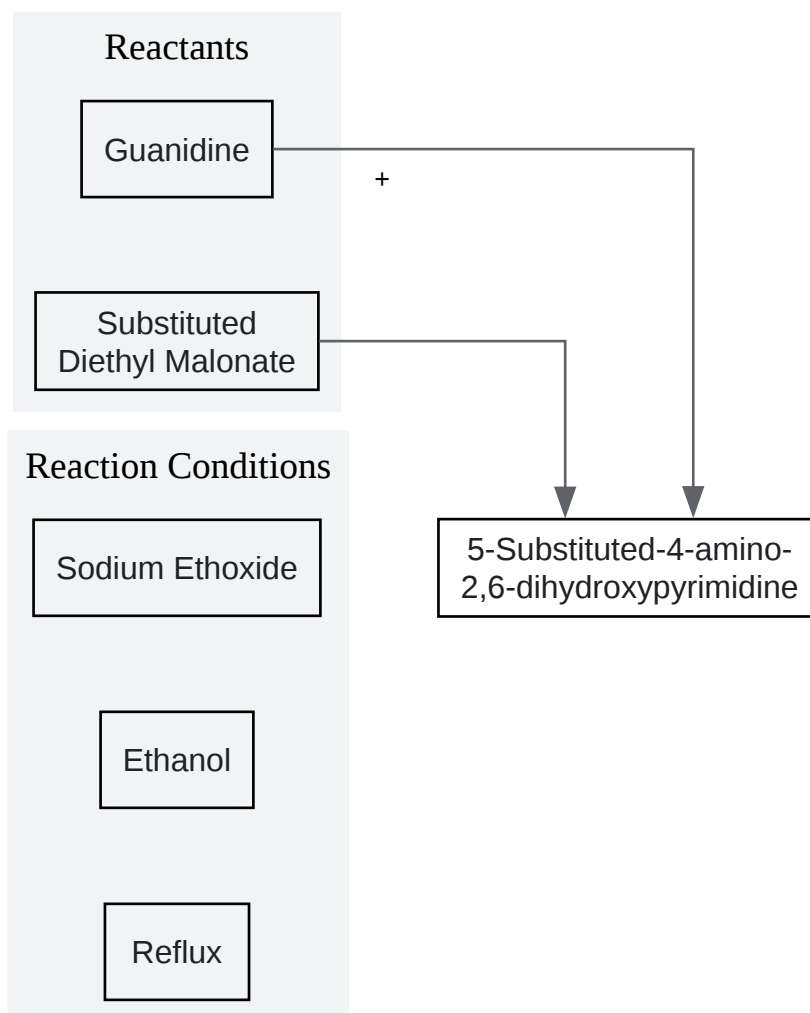 Reactants
Guanidine
+
Substituted
Diethyl Malonate
Reaction Conditions
Sodium Ethoxide
5-Substituted-4-amino-
2,6-dihydroxypyrimidine
Ethanol
Reflux